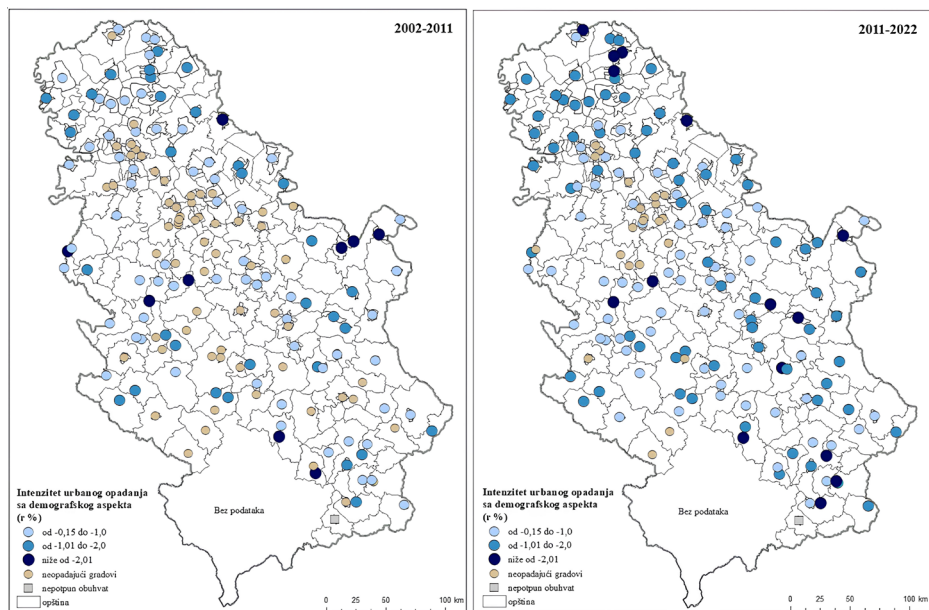 2002-2011
Bez podataka
Intenzitet urbanog opadanja
sa demografskog aspekta
(r %)
od -0,15 do -1,0
od -1,01 do -2,0
niže od -2,01
neopadajući gradovi
nepotpun obuhvat
opština
0 25 50 100 km
2011-2022
Bez podataka
Intenzitet urbanog opadanja
sa demografskog aspekta
(r %)
od -0,15 do -1,0
od -1,01 do -2,0
niže od -2,01
neopadajući gradovi
nepotpun obuhvat
opština
0 25 50 100 km